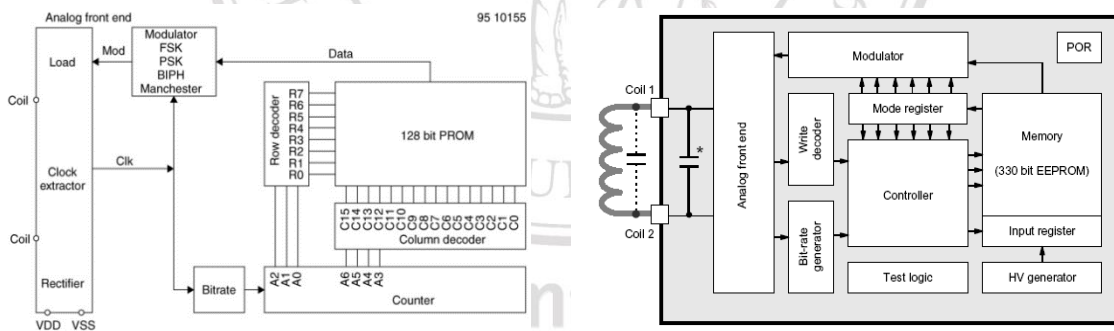 Analog front end
95 10155
Modulator
FSK
PSK
BIPH
Manchester
Mod
Load
Data
Coil
Row decoder
R7
R6
R5
R4
R3
R2
R1
R0
128 bit PROM
Clk
Clock
extractor
C15
C14
C13
C12
C11
C10
C9
C8
C7
C6
C5
C4
C3
C2
C1
C0
Column decoder
Coil
A2
A1
A0
A6
A5
A4
A3
Rectifier
Bitrate
Counter
VDD
VSS
Modulator
POR
Coil 1
Mode register
Analog front end
Write
decoder
Memory
(330 bit EEPROM)
*
Controller
Coil 2
Bit-rate
generator
Input register
Test logic
HV generator